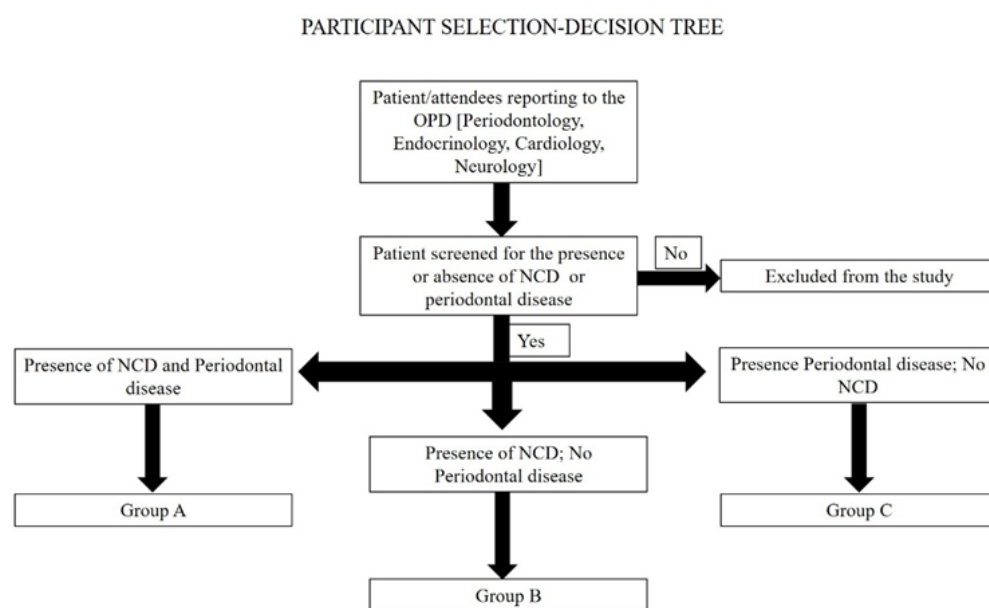 PARTICIPANT SELECTION-DECISION TREE
Patient/attendees reporting to the
OPD [Periodontology,
Endocrinology, Cardiology,
Neurology]
Patient screened for the presence
or absence of NCD or
periodontal disease
No
Excluded from the study
Yes
Presence of NCD and Periodontal
disease
Presence Periodontal disease; No
NCD
Presence of NCD; No
Periodontal disease
Group A
Group C
Group B